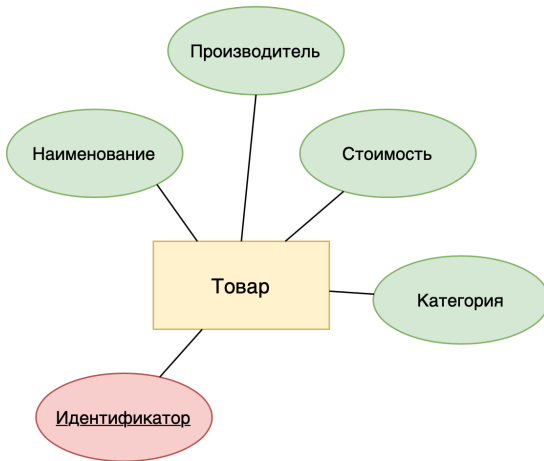 Производитель
Наименование
Стоимость
Товар
Категория
Идентификатор